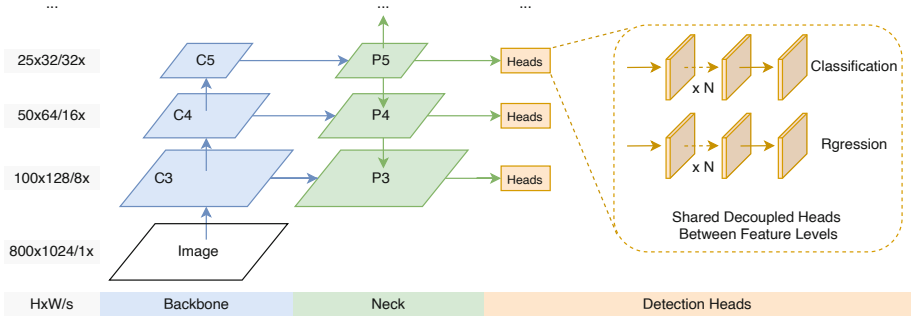 ... ... ...
25x32/32x C5 P5 Heads
Classification
x N
50x64/16x C4 P4 Heads
Rgression
x N
100x128/8x C3 P3 Heads
Shared Decoupled Heads
Between Feature Levels
800x1024/1x Image
HxW/s Backbone Neck Detection Heads